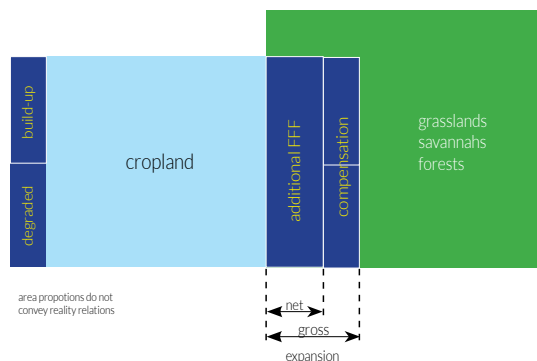 build-up
degraded
cropland
additional FFF
compensation
grasslands
savannahs
forests
area propotions do not
convey reality relations
net
gross
expansion